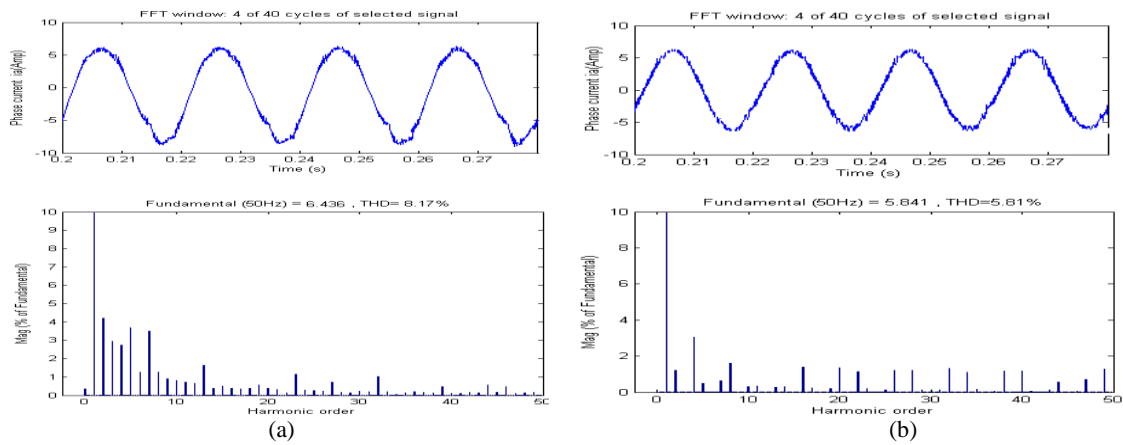 FFT window: 4 of 40 cycles of selected signal
Phase current ia(Amp)
10
5
0
-5
-10
0.2 0.21 0.22 0.23 0.24 0.25 0.26 0.27
Time (s)
Fundamental (50Hz) = 6.436 , THD= 8.17%
Mag (% of Fundamental)
10
9
8
7
6
5
4
3
2
1
0
0 10 20 30 40 50
Harmonic order
(a)
FFT window: 4 of 40 cycles of selected signal
Phase current ia(Amp)
10
5
0
-5
-10
0.2 0.21 0.22 0.23 0.24 0.25 0.26 0.27
Time (s)
Fundamental (50Hz) = 5.841 , THD=5.81%
Mag (% of Fundamental)
10
8
6
4
2
0
0 10 20 30 40 50
Harmonic order
(b)